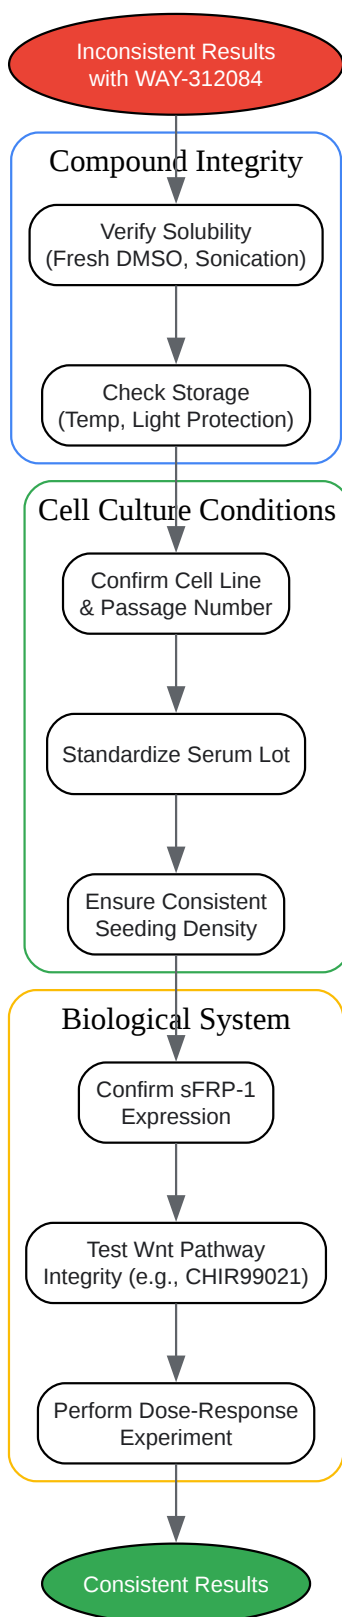 Inconsistent Results
with WAY-312084
Compound Integrity
Verify Solubility
(Fresh DMSO, Sonication)
Check Storage
(Temp, Light Protection)
Cell Culture Conditions
Confirm Cell Line
& Passage Number
Standardize Serum Lot
Ensure Consistent
Seeding Density
Biological System
Confirm sFRP-1
Expression
Test Wnt Pathway
Integrity (e.g., CHIR99021)
Perform Dose-Response
Experiment
Consistent Results